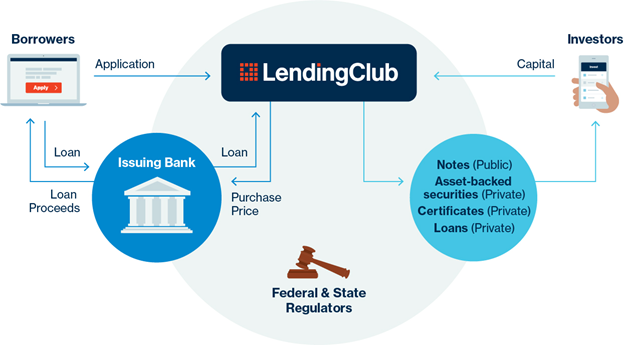 Borrowers
Investors
Application
LendingClub
Capital
Apply >
Invest
Loan
Issuing Bank
Loan
Loan
Proceeds
Purchase
Price
Notes (Public)
Asset-backed
securities (Private)
Certificates (Private)
Loans (Private)
Federal & State
Regulators